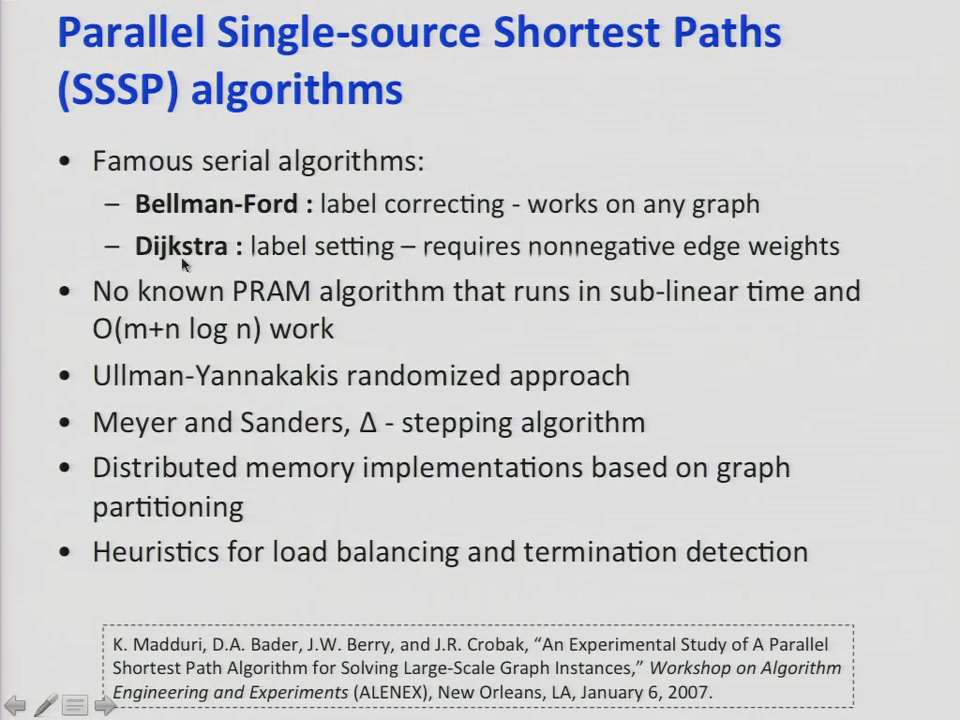 Parallel Single-source Shortest Paths
(SSSP) algorithms
• Famous serial algorithms:
– Bellman-Ford : label correcting - works on any graph
– Dijkstra : label setting – requires nonnegative edge weights
• No known PRAM algorithm that runs in sub-linear time and
O(m+n log n) work
• Ullman-Yannakakis randomized approach
• Meyer and Sanders, Δ - stepping algorithm
• Distributed memory implementations based on graph
partitioning
• Heuristics for load balancing and termination detection
K. Madduri, D.A. Bader, J.W. Berry, and J.R. Crobak, “An Experimental Study of A Parallel
Shortest Path Algorithm for Solving Large-Scale Graph Instances,” Workshop on Algorithm
Engineering and Experiments (ALENEX), New Orleans, LA, January 6, 2007.